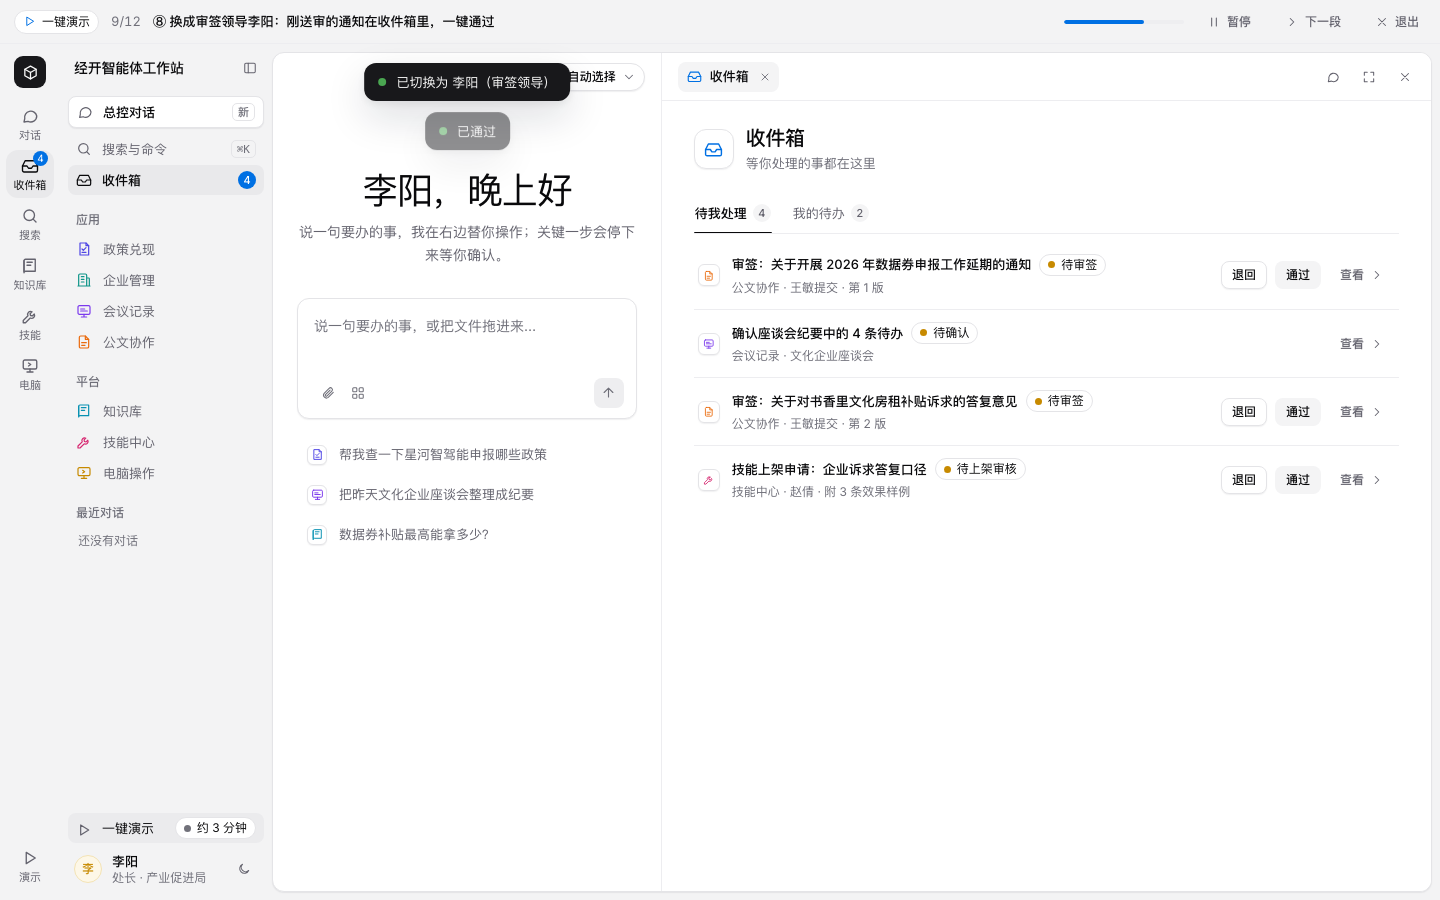 一键演示
9/12
⑧ 换成审签领导李阳：刚送审的通知在收件箱里，一键通过
暂停
下一段
退出
对话
4
收件箱
搜索
知识库
技能
电脑
演示
经开智能体工作站
总控对话
新
搜索与命令
⌘K
收件箱
4
应用
政策兑现
企业管理
会议记录
公文协作
平台
知识库
技能中心
电脑操作
最近对话
还没有对话
一键演示
约 3 分钟
李
李阳
处长 · 产业促进局
已切换为 李阳（审签领导）
自动选择
已通过
李阳，晚上好
说一句要办的事，我在右边替你操作；关键一步会停下
来等你确认。
说一句要办的事，或把文件拖进来...
帮我查一下星河智驾能申报哪些政策
把昨天文化企业座谈会整理成纪要
数据券补贴最高能拿多少？
收件箱
收件箱
等你处理的事都在这里
待我处理 4
我的待办 2
审签：关于开展 2026 年数据券申报工作延期的通知
待审签
公文协作 · 王敏提交 · 第 1 版
退回
通过
查看
确认座谈会纪要中的 4 条待办
待确认
会议记录 · 文化企业座谈会
查看
审签：关于对书香里文化房租补贴诉求的答复意见
待审签
公文协作 · 王敏提交 · 第 2 版
退回
通过
查看
技能上架申请：企业诉求答复口径
待上架审核
技能中心 · 赵倩 · 附 3 条效果样例
退回
通过
查看